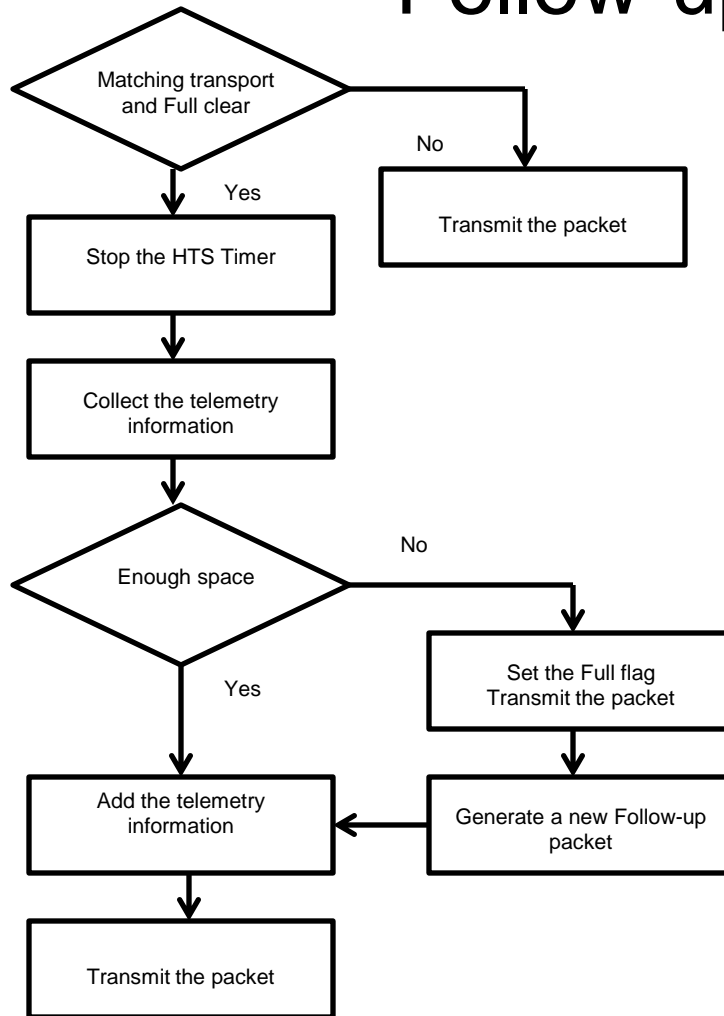 Follow-up
Matching transport
and Full clear
No
Yes
Transmit the packet
Stop the HTS Timer
Collect the telemetry
information
No
Enough space
Set the Full flag
Transmit the packet
Yes
Add the telemetry
information
Generate a new Follow-up
packet
Transmit the packet